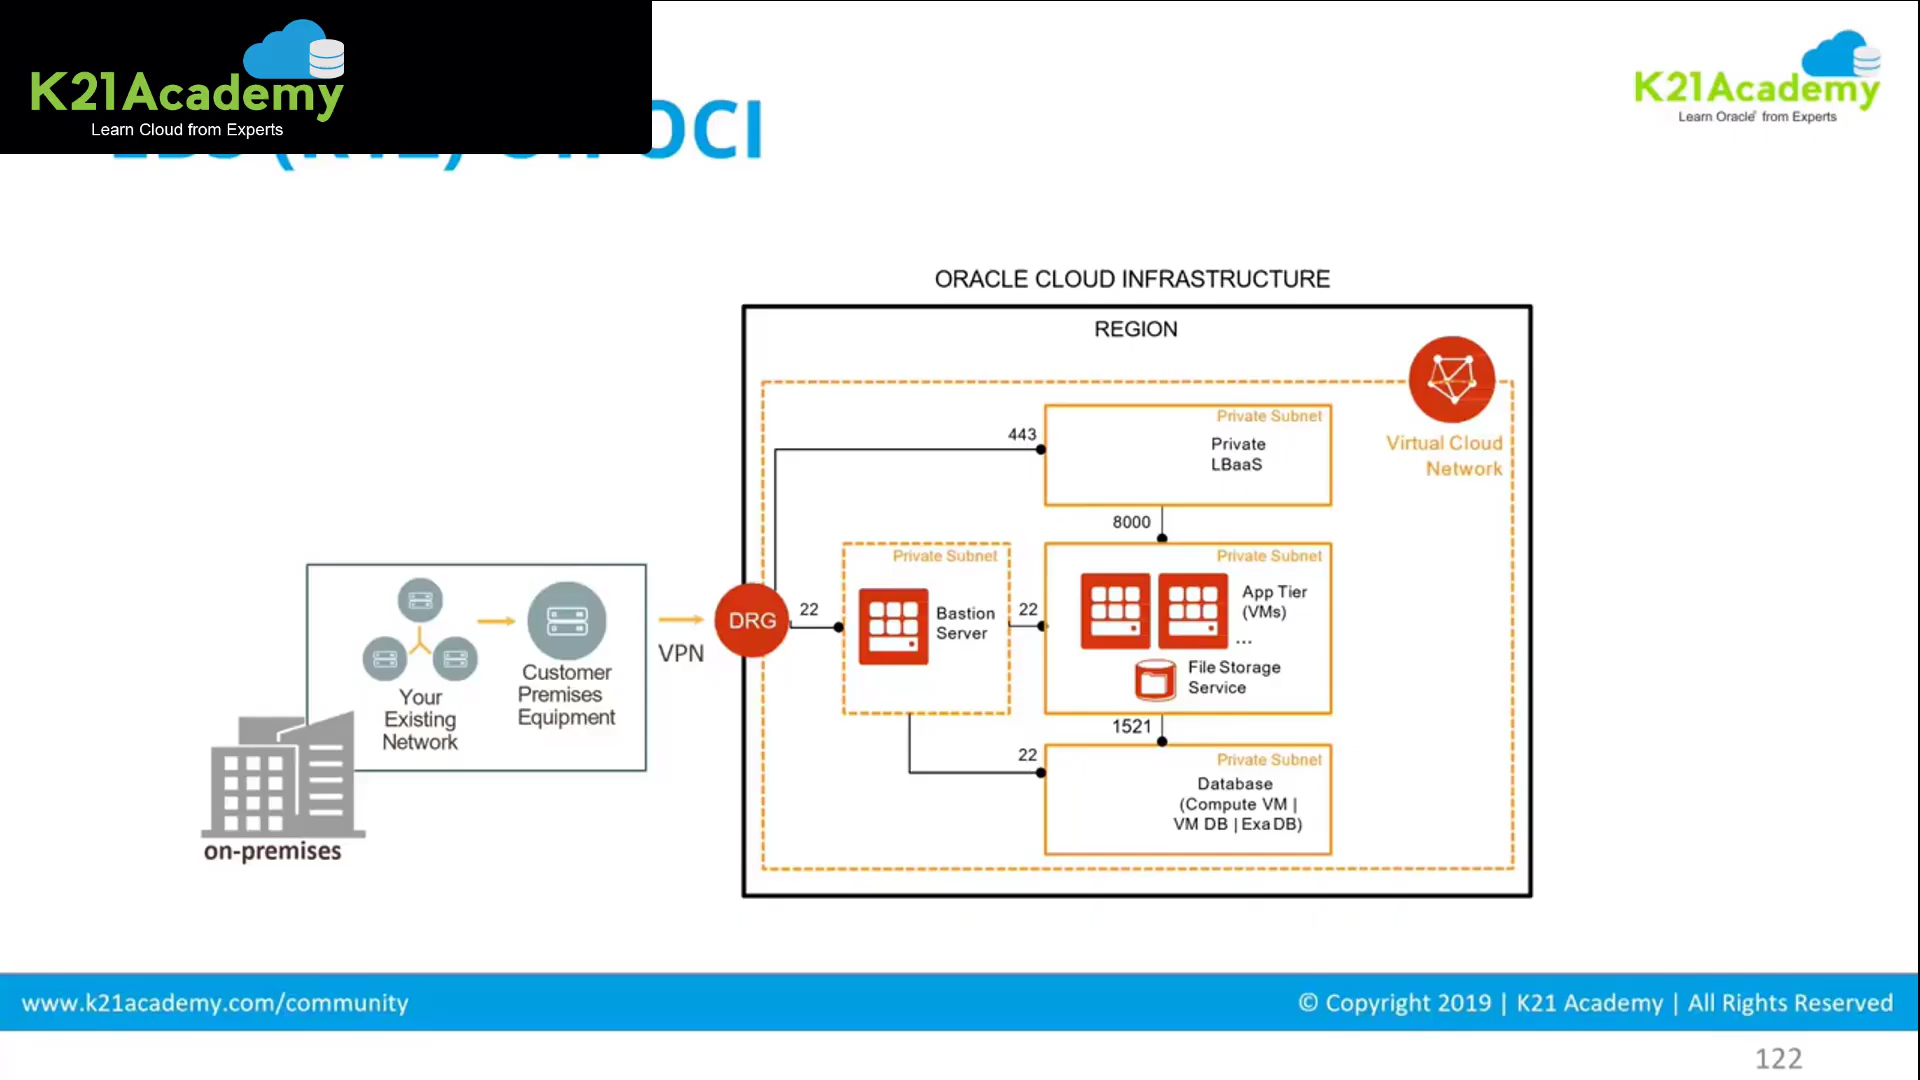 K21Academy
Learn Cloud from Experts
OCI
K21Academy
Learn Oracle' from Experts
ORACLE CLOUD INFRASTRUCTURE
REGION
Private Subnet
443
Private
LBaaS
Virtual Cloud
Network
8000
Private Subnet
Private Subnet
App Tier
(VMs)
...
DRG
22
Bastion
Server
22
VPN
File Storage
Service
Your
Existing
Network
Customer
Premises
Equipment
1521
22
Private Subnet
Database
(Compute VM |
VM DB | Exa DB)
on-premises
www.k21academy.com/community
© Copyright 2019 | K21 Academy | All Rights Reserved
122